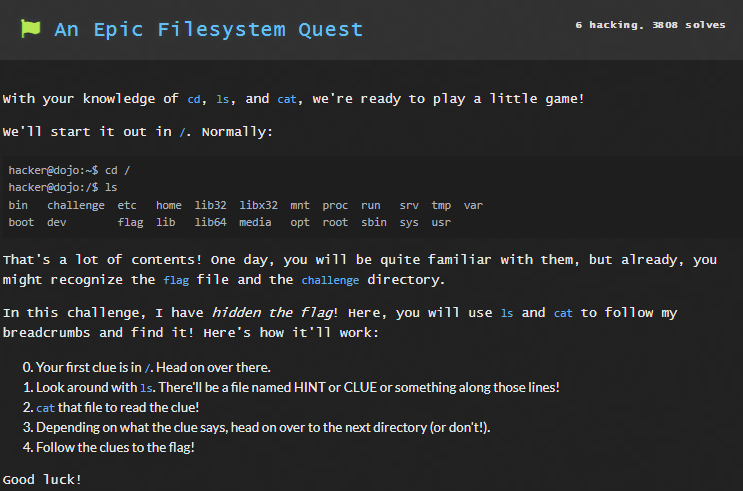 An Epic Filesystem Quest
6 hacking, 3808 solves
With your knowledge of cd, ls, and cat, we're ready to play a little game!
We'll start it out in /. Normally:
hacker@dojo:~$ cd /
hacker@dojo:/$ ls
bin   challenge  etc   home  lib32  libx32  mnt  proc  run   srv  tmp  var
boot  dev        flag  lib   lib64  media   opt  root  sbin  sys  usr
That's a lot of contents! One day, you will be quite familiar with them, but already, you
might recognize the flag file and the challenge directory.
In this challenge, I have hidden the flag! Here, you will use ls and cat to follow my
breadcrumbs and find it! Here's how it'll work:
0. Your first clue is in /. Head on over there.
1. Look around with ls. There'll be a file named HINT or CLUE or something along those lines!
2. cat that file to read the clue!
3. Depending on what the clue says, head on over to the next directory (or don't!).
4. Follow the clues to the flag!
Good luck!